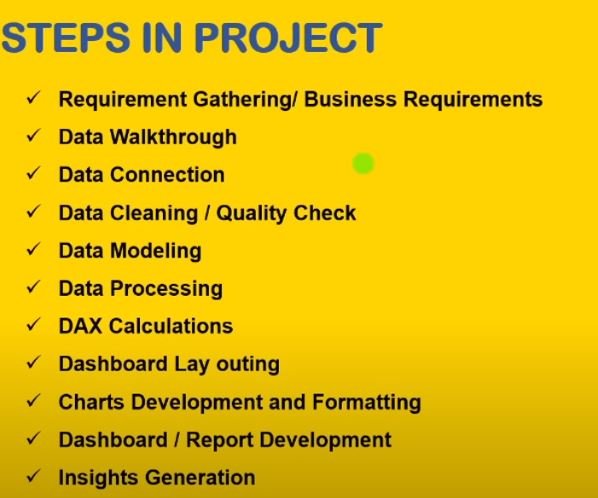 STEPS IN PROJECT
✓ Requirement Gathering/ Business Requirements
✓ Data Walkthrough
✓ Data Connection
✓ Data Cleaning / Quality Check
✓ Data Modeling
✓ Data Processing
✓ DAX Calculations
✓ Dashboard Lay outing
✓ Charts Development and Formatting
✓ Dashboard / Report Development
✓ Insights Generation